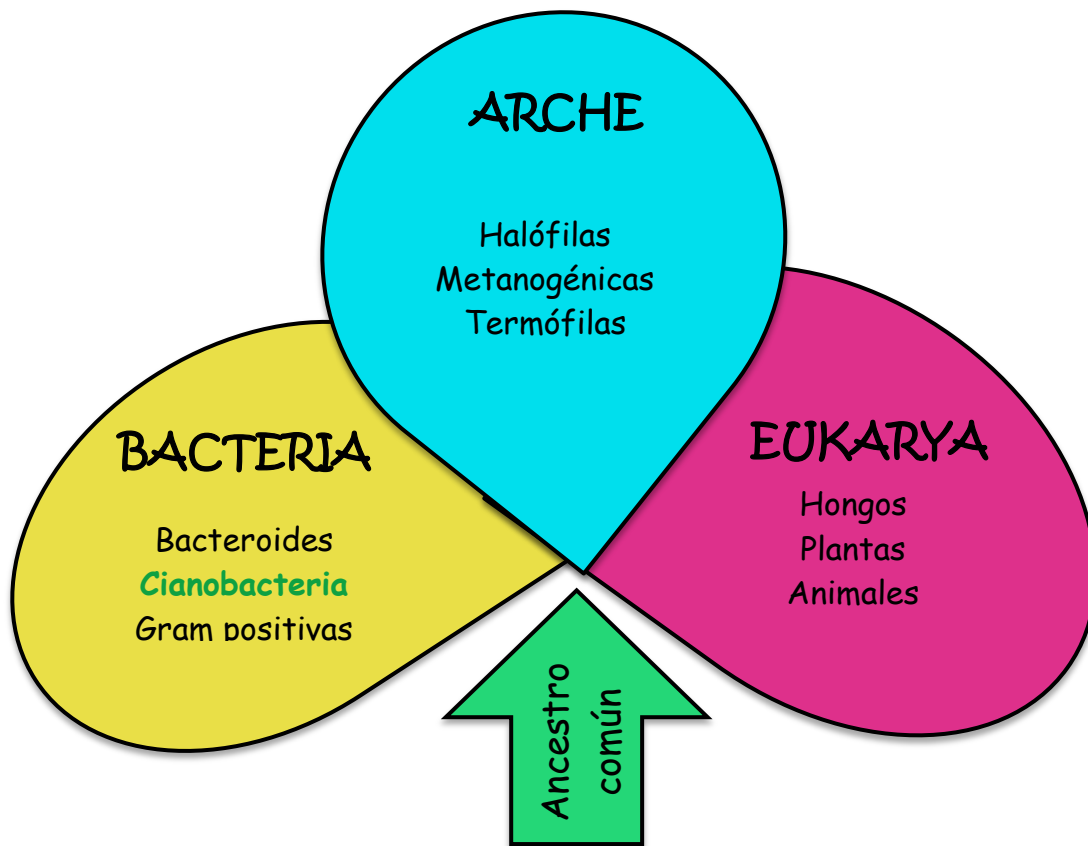 ARCHE
Halófilas
Metanogénicas
Termófilas
BACTERIA
Bacteroides
Cianobacteria
Gram positivas
EUKARYA
Hongos
Plantas
Animales
Ancestro
común